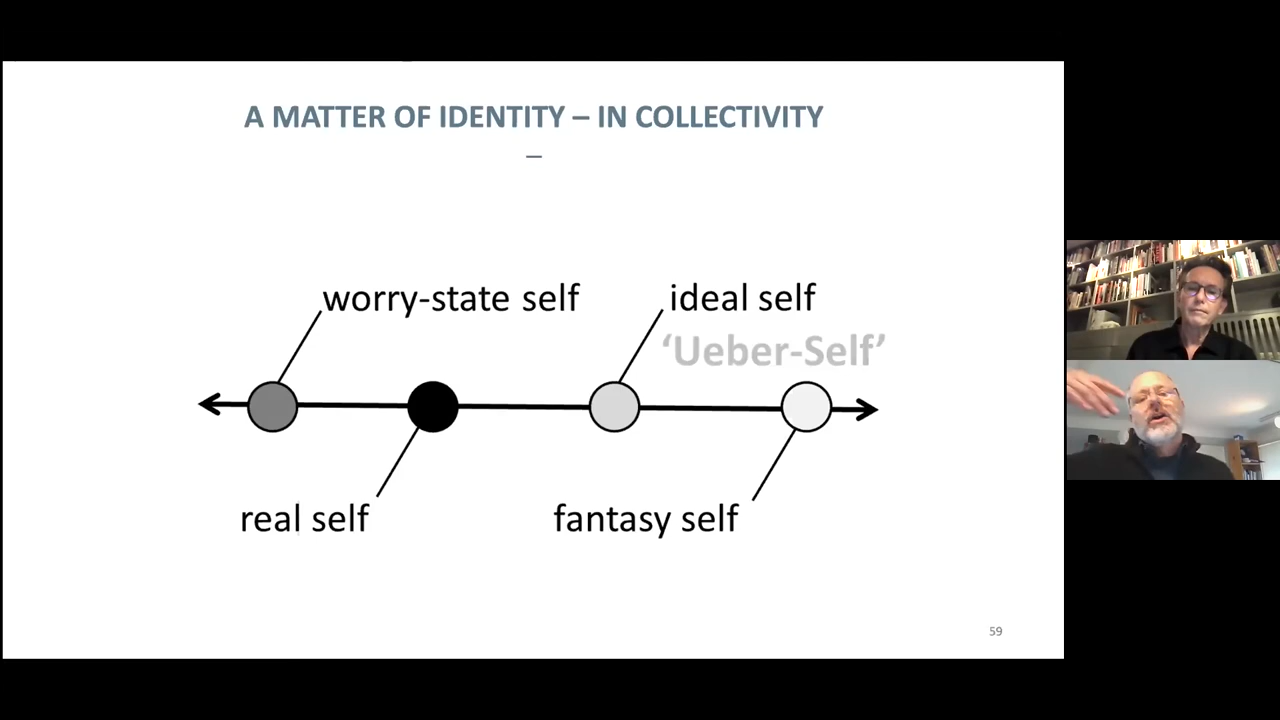 A MATTER OF IDENTITY – IN COLLECTIVITY
–
worry-state self
ideal self
‘Ueber-Self’
real self
fantasy self
59